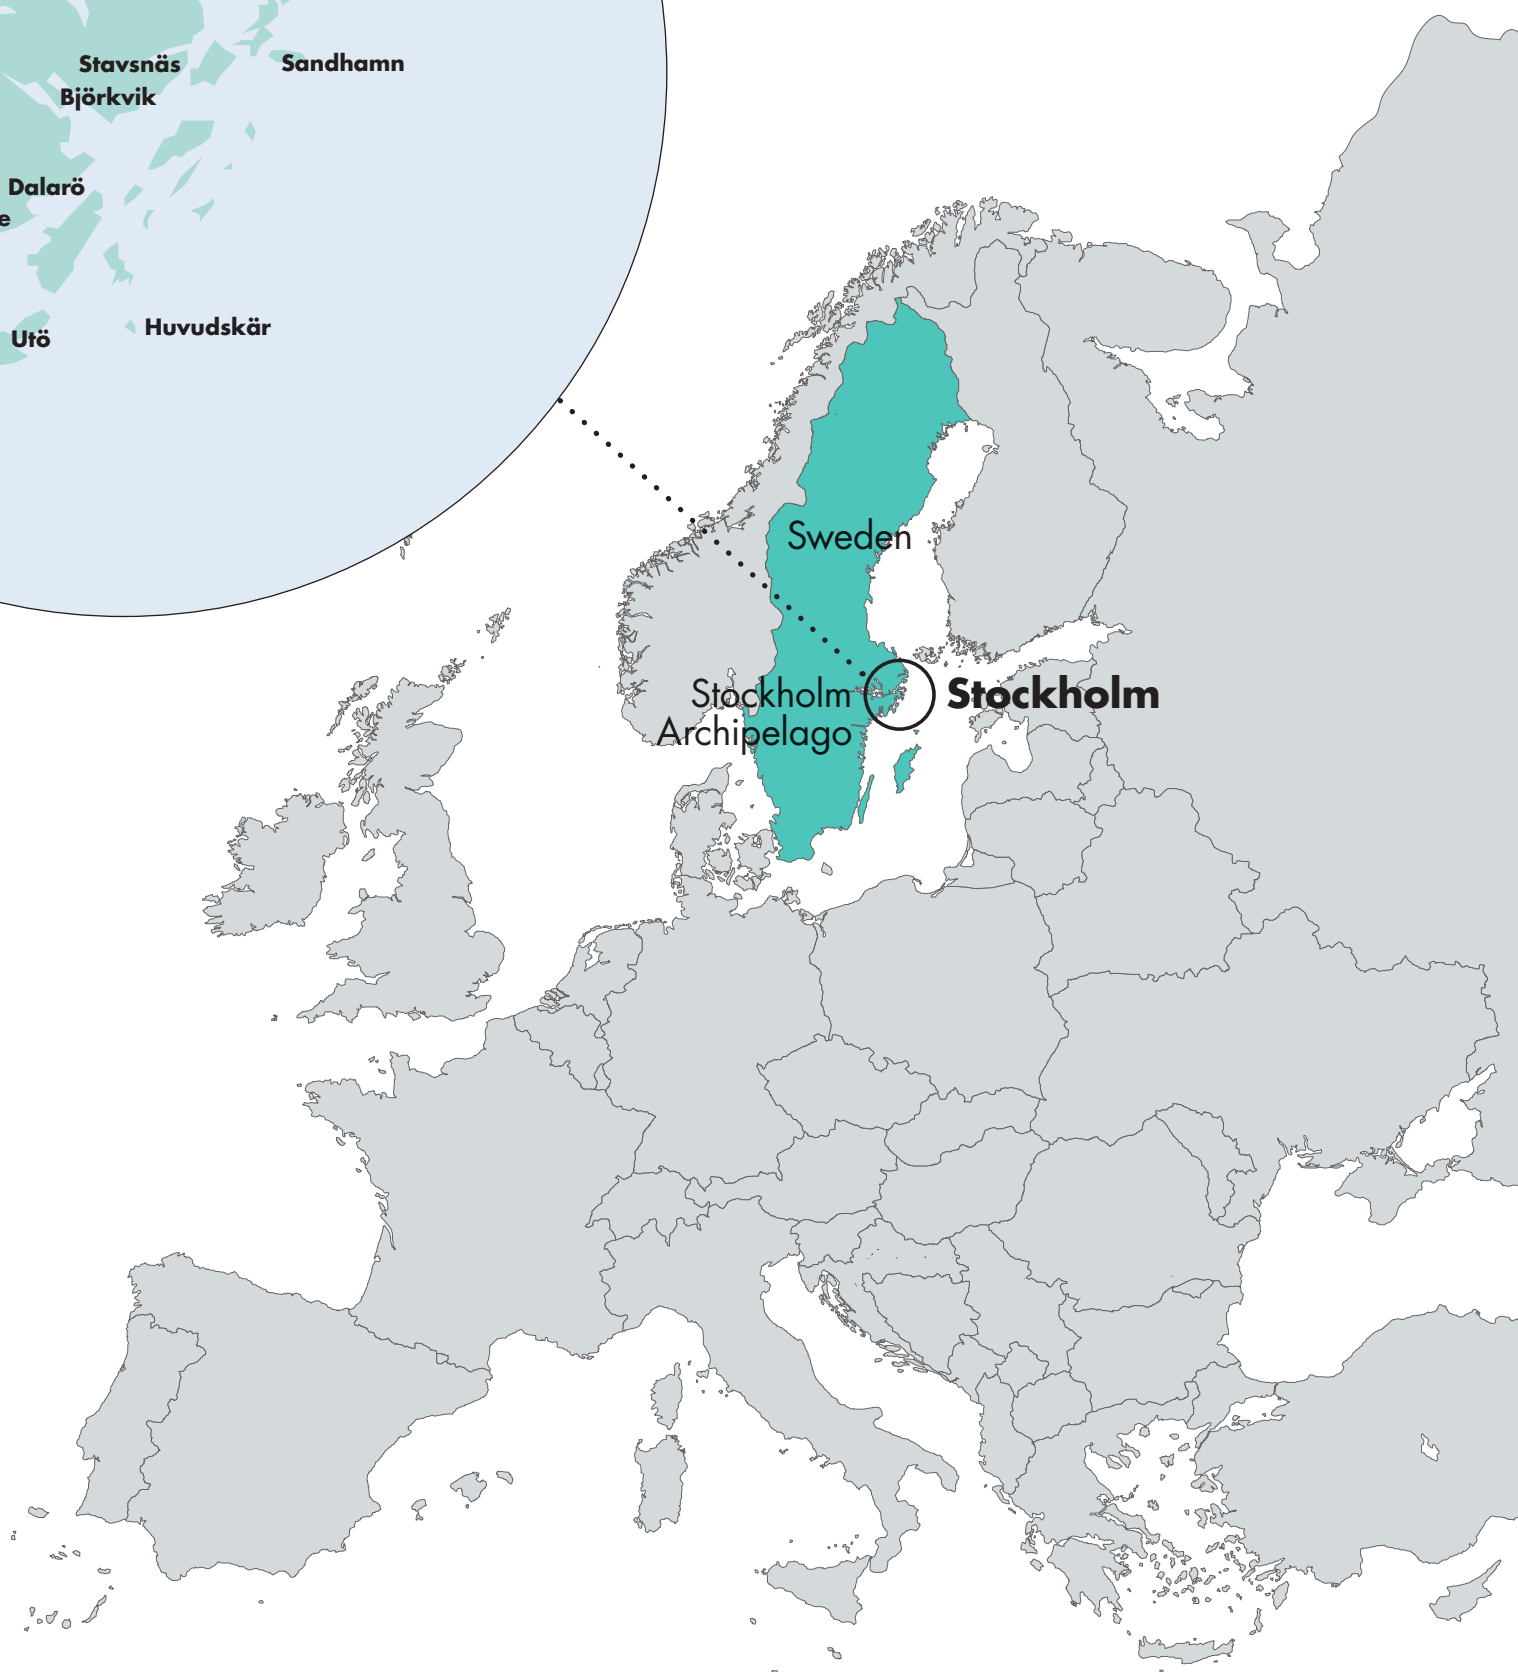 Stavsnäs
Sandhamn
Björkvik
Dalarö
e
Utö
Huvudskär
Sweden
Stockholm
Archipelago
Stockholm